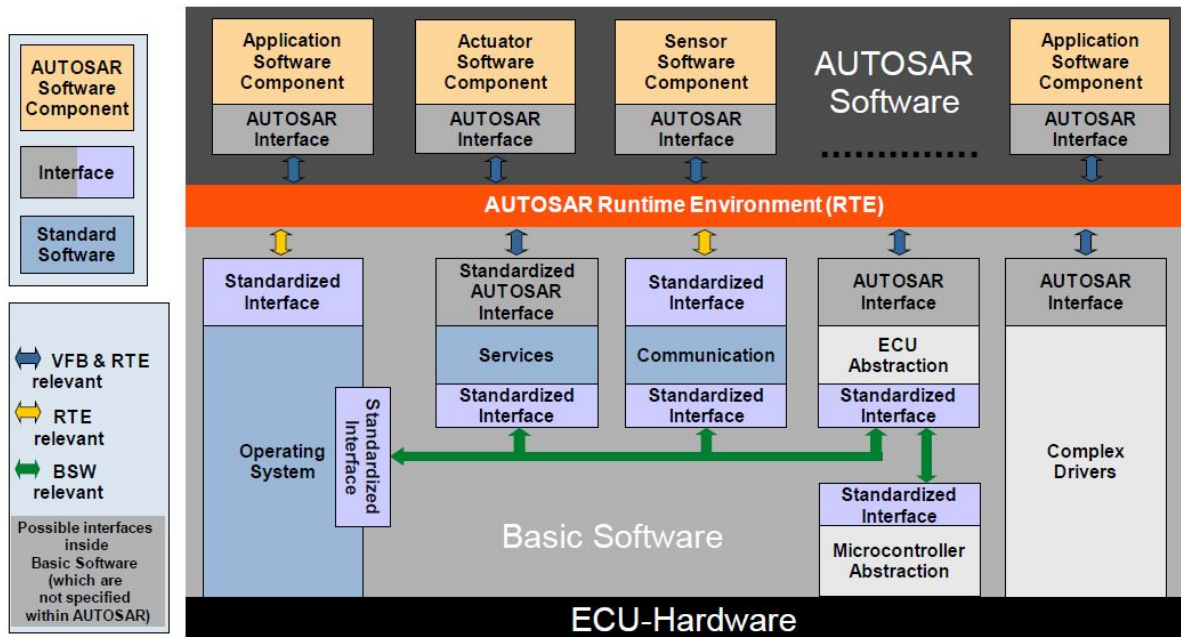 AUTOSAR
Software
Component
Interface
Standard
Software
VFB & RTE
relevant
RTE
relevant
BSW
relevant
Possible interfaces
inside
Basic Software
(which are
not specified
within AUTOSAR)
Application
Software
Component
AUTOSAR
Interface
Actuator
Software
Component
AUTOSAR
Interface
Sensor
Software
Component
AUTOSAR
Interface
AUTOSAR
Software
..............
Application
Software
Component
AUTOSAR
Interface
AUTOSAR Runtime Environment (RTE)
Standardized
Interface
Operating
System
Standardized
Interface
Standardized
AUTOSAR
Interface
Services
Standardized
Interface
Standardized
Interface
Communication
Standardized
Interface
AUTOSAR
Interface
ECU
Abstraction
Standardized
Interface
Standardized
Interface
Microcontroller
Abstraction
AUTOSAR
Interface
Complex
Drivers
Basic Software
ECU-Hardware